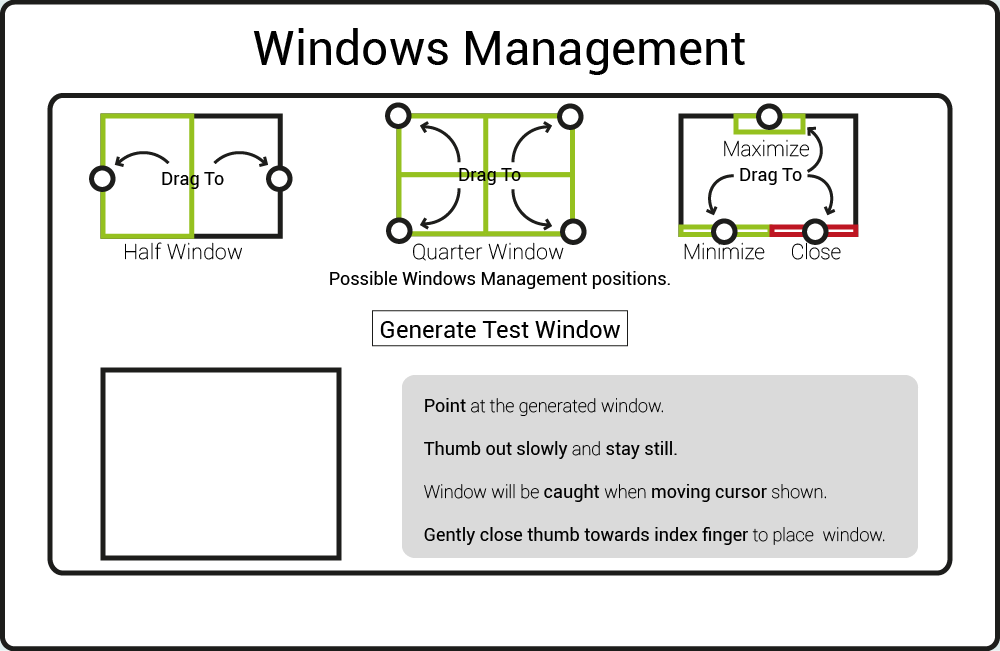 Windows Management
Drag To
Half Window
Drag To
Quarter Window
Maximize
Drag To
Minimize
Close
Possible Windows Management positions.
Generate Test Window
Point at the generated window.
Thumb out slowly and stay still.
Window will be caught when moving cursor shown.
Gently close thumb towards index finger to place  window.